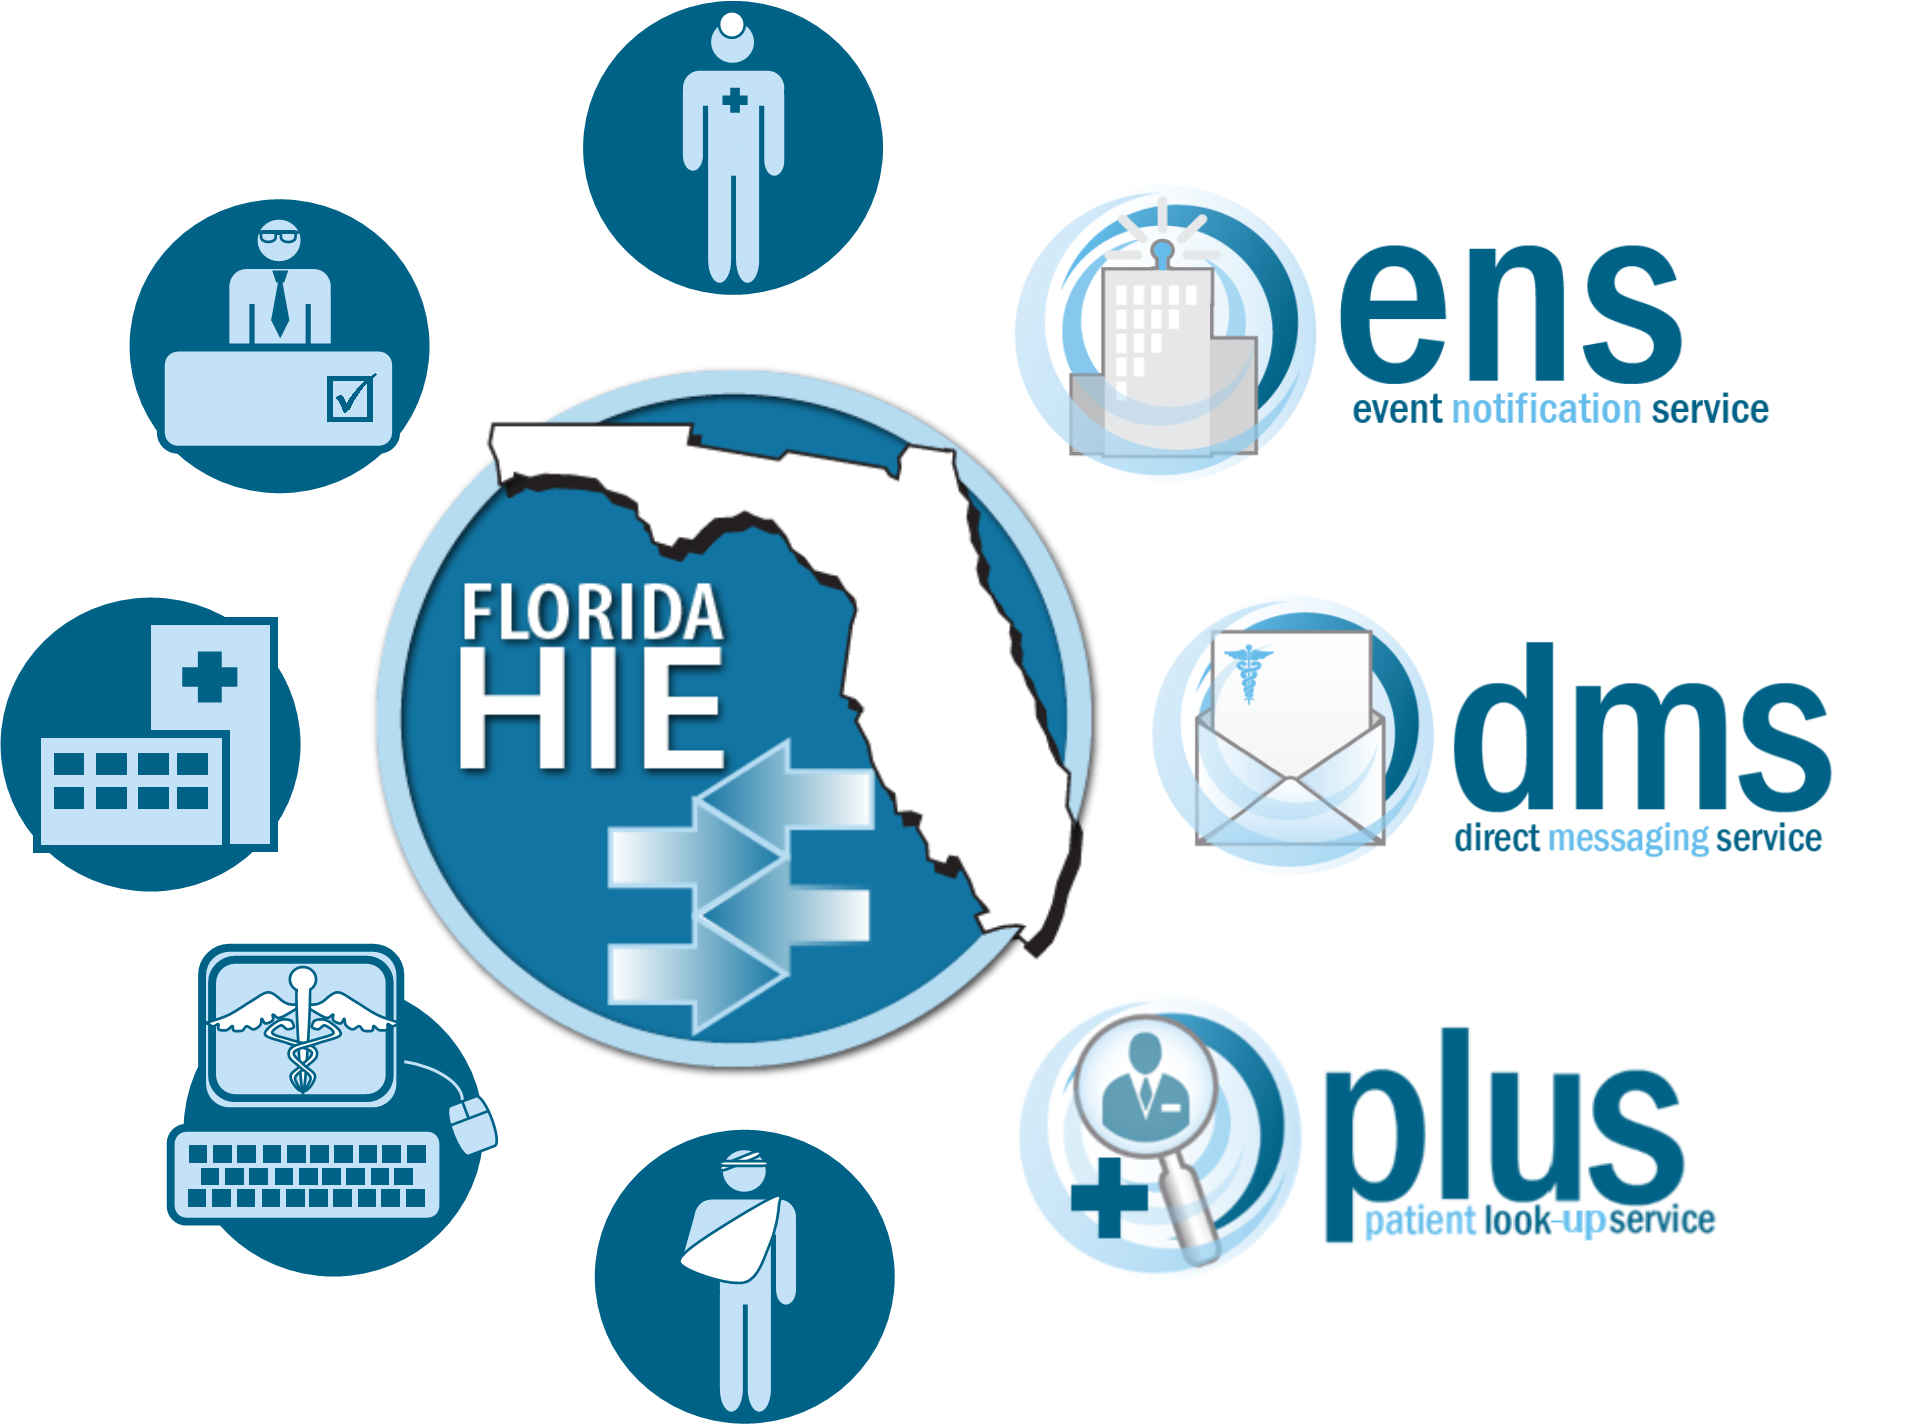 FLORIDA
HIE
ens
event notification service
dms
direct messaging service
plus
patient look-up service